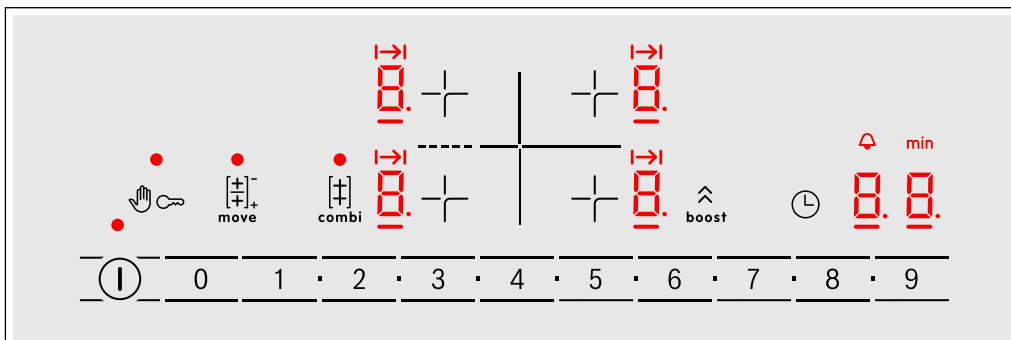 8. 8.
min
8. 8. 8. 8.
move combi boost
0 1 · 2 · 3 · 4 · 5 · 6 · 7 · 8 · 9